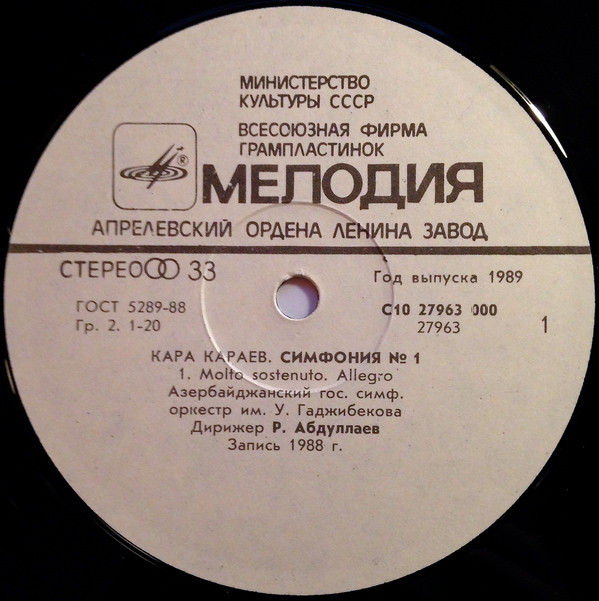 МИНИСТЕРСТВО
КУЛЬТУРЫ СССР
ВСЕСОЮЗНАЯ ФИРМА
ГРАМПЛАСТИНОК
®
МЕЛОДИЯ
АПРЕЛЕВСКИЙ ОРДЕНА ЛЕНИНА ЗАВОД
СТЕРЕО 33
Год выпуска 1989
ГОСТ 5289-88
Гр. 2. 1-20
С10 27963 000
27963
1
КАРА КАРАЕВ. СИМФОНИЯ № 1
1. Molto sostenuto. Allegro
Азербайджанский гос. симф.
оркестр им. У. Гаджибекова
Дирижер Р. Абдуллаев
Запись 1988 г.